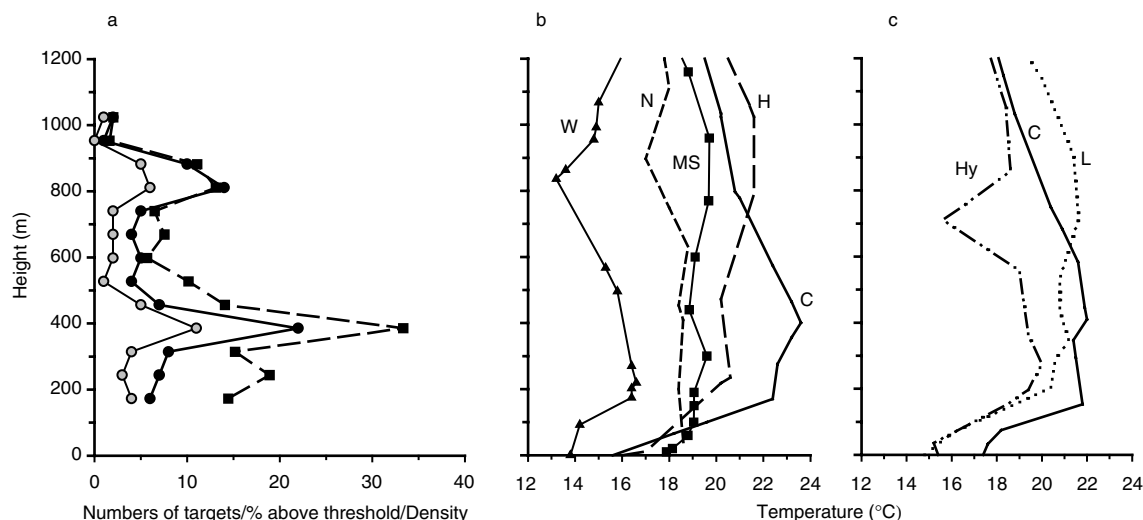 a b c
1200
1000
800
600
400
200
0
Height (m)
0 10 20 30 40
Numbers of targets/% above threshold/Density
W N MS H C
12 14 16 18 20 22 24
Hy C L
12 14 16 18 20 22 24
Temperature (°C)